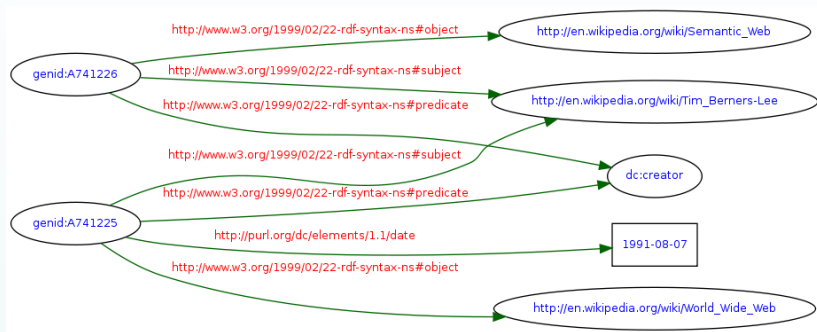 http://www.w3.org/1999/02/22-rdf-syntax-ns#object
http://en.wikipedia.org/wiki/Semantic_Web
genid:A741226
http://www.w3.org/1999/02/22-rdf-syntax-ns#subject
http://en.wikipedia.org/wiki/Tim_Berners-Lee
http://www.w3.org/1999/02/22-rdf-syntax-ns#predicate
http://www.w3.org/1999/02/22-rdf-syntax-ns#subject
dc:creator
http://www.w3.org/1999/02/22-rdf-syntax-ns#predicate
genid:A741225
http://purl.org/dc/elements/1.1/date
1991-08-07
http://www.w3.org/1999/02/22-rdf-syntax-ns#object
http://en.wikipedia.org/wiki/World_Wide_Web